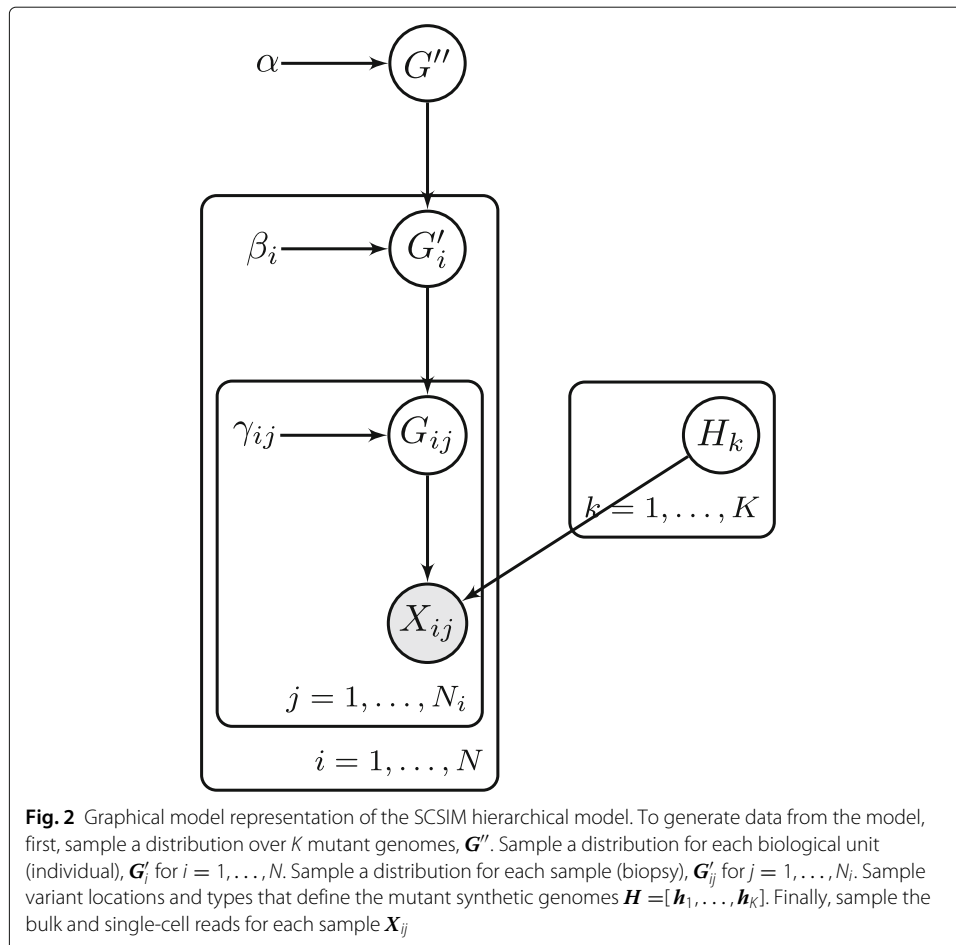 α G′′
β_i G′_i
γ_ij G_ij H_k
k = 1, . . . , K
X_ij
j = 1, . . . , N_i
i = 1, . . . , N
Fig. 2 Graphical model representation of the SCSIM hierarchical model. To generate data from the model,
first, sample a distribution over K mutant genomes, G′′. Sample a distribution for each biological unit
(individual), G′_i for i = 1, . . . , N. Sample a distribution for each sample (biopsy), G′_ij for j = 1, . . . , N_i. Sample
variant locations and types that define the mutant synthetic genomes H =[ h_1, . . . , h_K]. Finally, sample the
bulk and single-cell reads for each sample X_ij